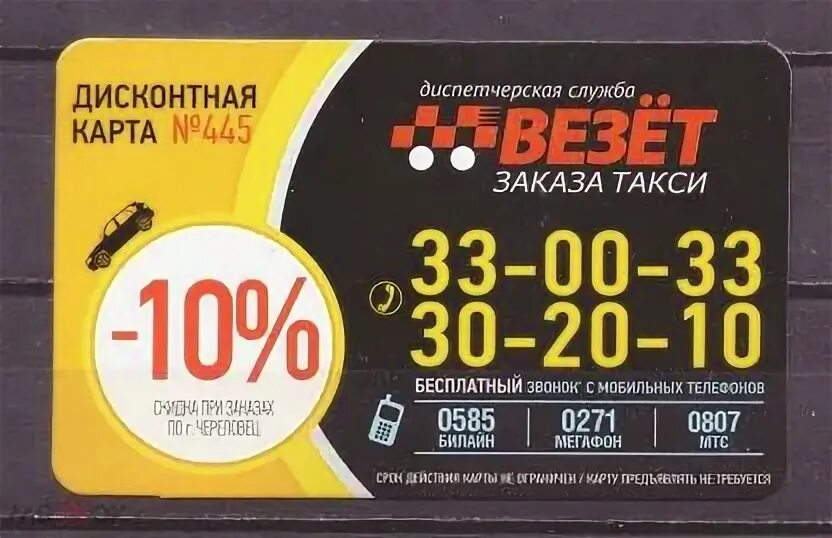 ДИСКОНТНАЯ
КАРТА №445
-10%
СКИДКА ПРИ ЗАКАЗАХ
ПО г. ЧЕРЕПОВЕЦ
диспетчерская служба
ВЕЗЁТ
ЗАКАЗА ТАКСИ
33-00-33
30-20-10
БЕСПЛАТНЫЙ ЗВОНОК* С МОБИЛЬНЫХ ТЕЛЕФОНОВ
0585 0271 0807
БИЛАЙН МЕГАФОН МТС
СРОК ДЕЙСТВИЯ КАРТЫ НЕ ОГРАНИЧЕН / КАРТУ ПРЕДЪЯВЛЯТЬ НЕ ТРЕБУЕТСЯ